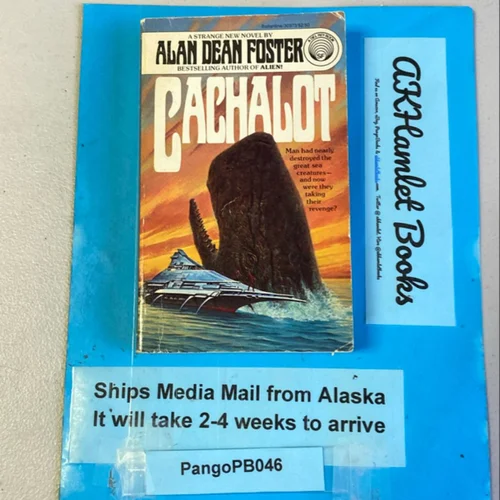 A STRANGE NEW NOVEL BY
ALAN DEAN FOSTER
BESTSELLING AUTHOR OF ALIEN!
CACHALOT
Man had nearly
destroyed the
great sea
creatures—
and now
were they
taking
their
revenge?
AKHamlet Books
Ships Media Mail from Alaska
It will take 2-4 weeks to arrive
PangoPB046